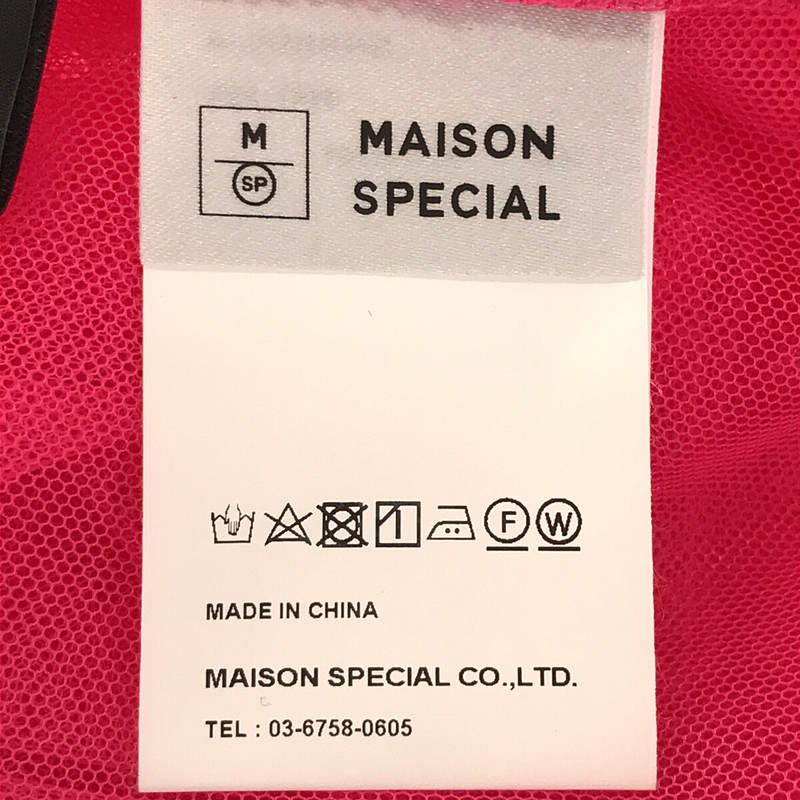 M
SP
MAISON
SPECIAL
F W
MADE IN CHINA
MAISON SPECIAL CO.,LTD.
TEL : 03-6758-0605